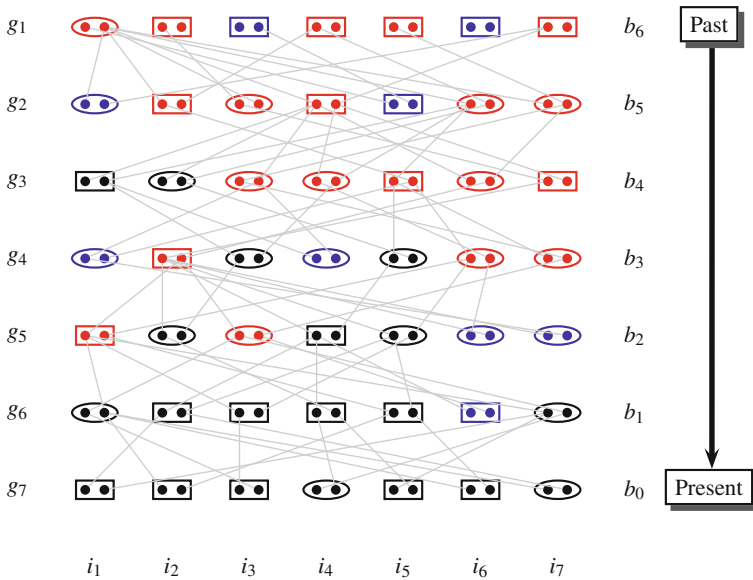 g1 b6 Past
g2 b5
g3 b4
g4 b3
g5 b2
g6 b1
g7 b0 Present
i1 i2 i3 i4 i5 i6 i7